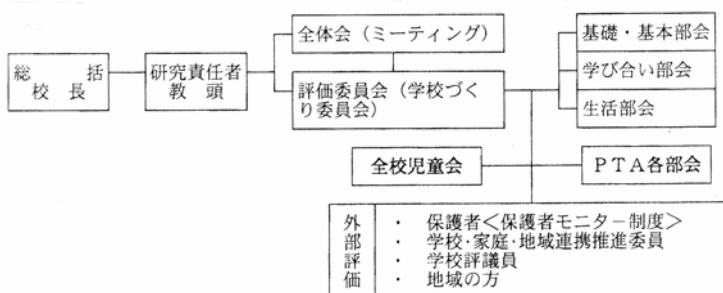 総　　括
校　長
研究責任者
教　頭
全体会（ミーティング）
評価委員会（学校づく
り委員会）
基礎・基本部会
学び合い部会
生活部会
全校児童会
ＰＴＡ各部会
外部評価
・　保護者＜保護者モニター制度＞
・　学校・家庭・地域連携推進委員
・　学校評議員
・　地域の方